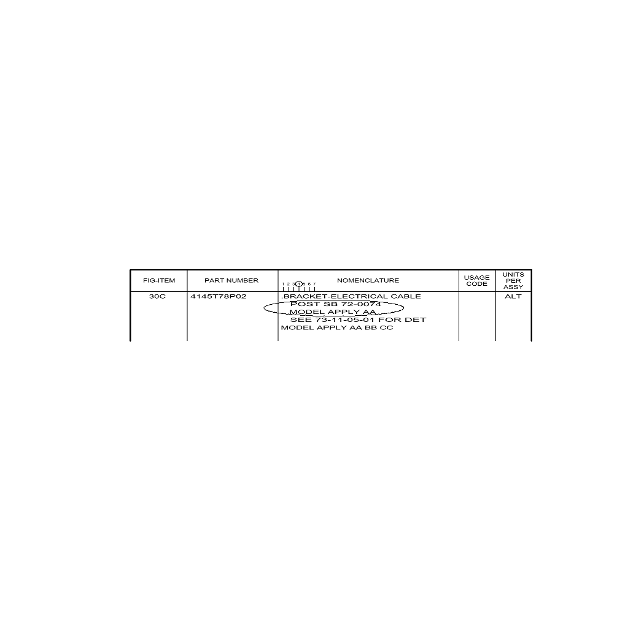 FIG-ITEM PART NUMBER NOMENCLATURE USAGE CODE UNITS PER ASSY
1 2 3 4 5 6 7
30C 4145T78P02 .BRACKET-ELECTRICAL CABLE ALT
POST SB 72-0074
MODEL APPLY AA
SEE 73-11-05-01 FOR DET
MODEL APPLY AA BB CC